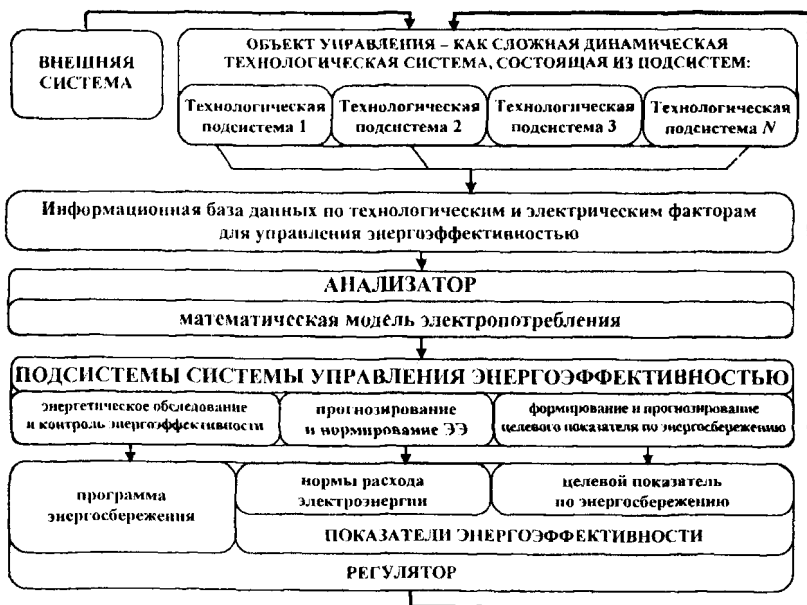 ВНЕШНЯЯ
СИСТЕМА
ОБЪЕКТ УПРАВЛЕНИЯ – КАК СЛОЖНАЯ ДИНАМИЧЕСКАЯ
ТЕХНОЛОГИЧЕСКАЯ СИСТЕМА, СОСТОЯЩАЯ ИЗ ПОДСИСТЕМ:
Технологическая
подсистема 1
Технологическая
подсистема 2
Технологическая
подсистема 3
Технологическая
подсистема N
Информационная база данных по технологическим и электрическим факторам
для управления энергоэффективностью
АНАЛИЗАТОР
математическая модель электропотребления
ПОДСИСТЕМЫ СИСТЕМЫ УПРАВЛЕНИЯ ЭНЕРГОЭФФЕКТИВНОСТЬЮ
энергетическое обследование
и контроль энергоэффективности
прогнозирование
и нормирование ЭЭ
формирование и прогнозирование
целевого показателя по энергосбережению
программа
энергосбережения
нормы расхода
электроэнергии
целевой показатель
по энергосбережению
ПОКАЗАТЕЛИ ЭНЕРГОЭФФЕКТИВНОСТИ
РЕГУЛЯТОР